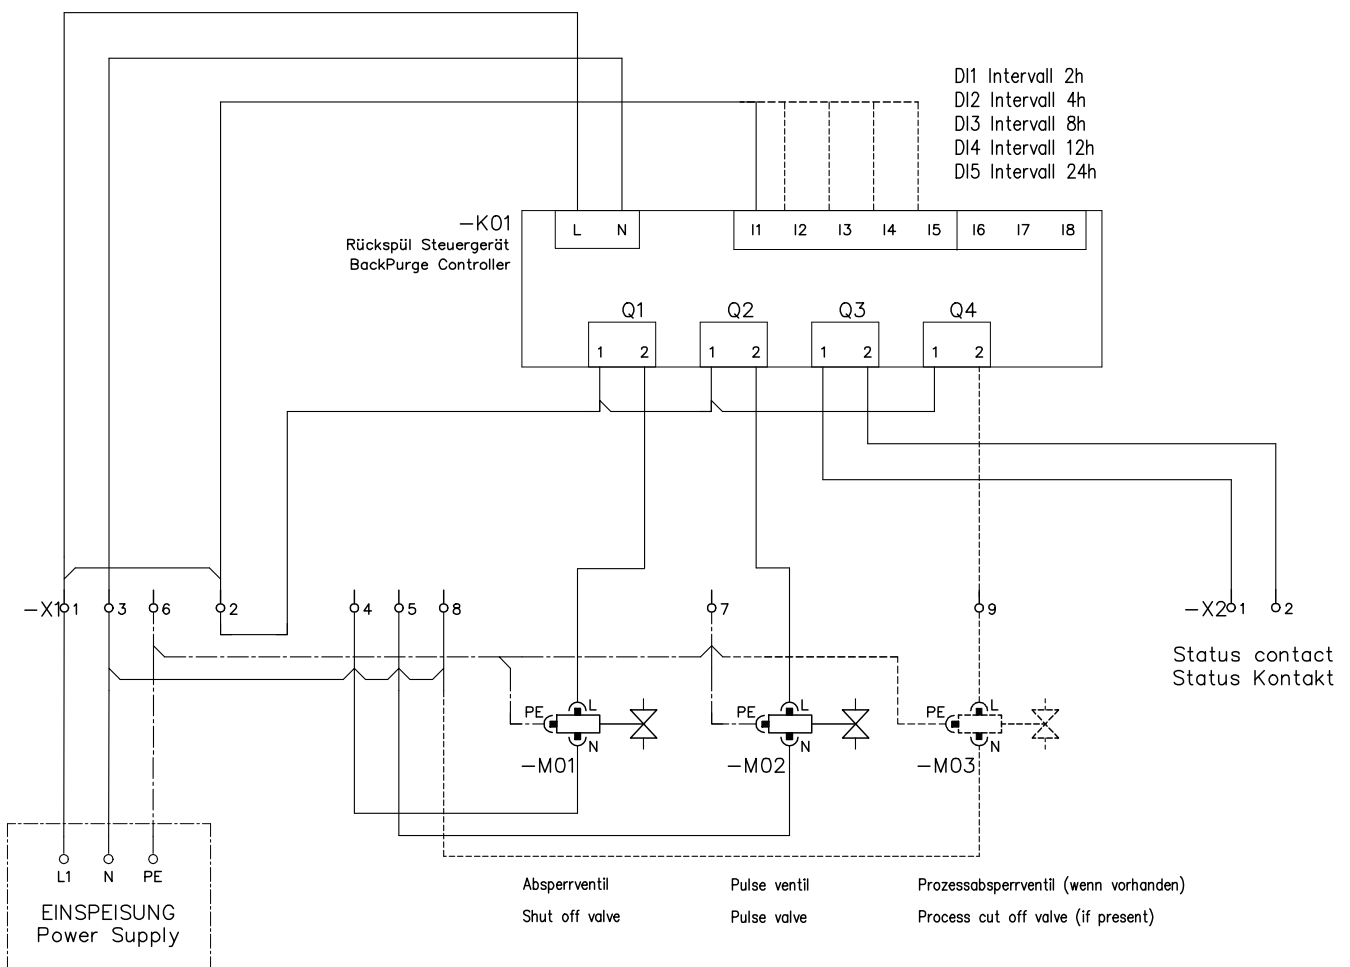 DI1 Intervall 2h
DI2 Intervall 4h
DI3 Intervall 8h
DI4 Intervall 12h
DI5 Intervall 24h
-K01
Rückspül Steuergerät
BackPurge Controller
L N I1 I2 I3 I4 I5 I6 I7 I8
Q1 Q2 Q3 Q4
1 2 1 2 1 2 1 2
-X1 1 3 6 2 4 5 8 7 9 -X2 1 2
Status contact
Status Kontakt
PE L PE L PE L
N N N
-M01 -M02 -M03
L1 N PE
Absperrventil Pulse ventil Prozessabsperrventil (wenn vorhanden)
EINSPEISUNG
Shut off valve Pulse valve Process cut off valve (if present)
Power Supply